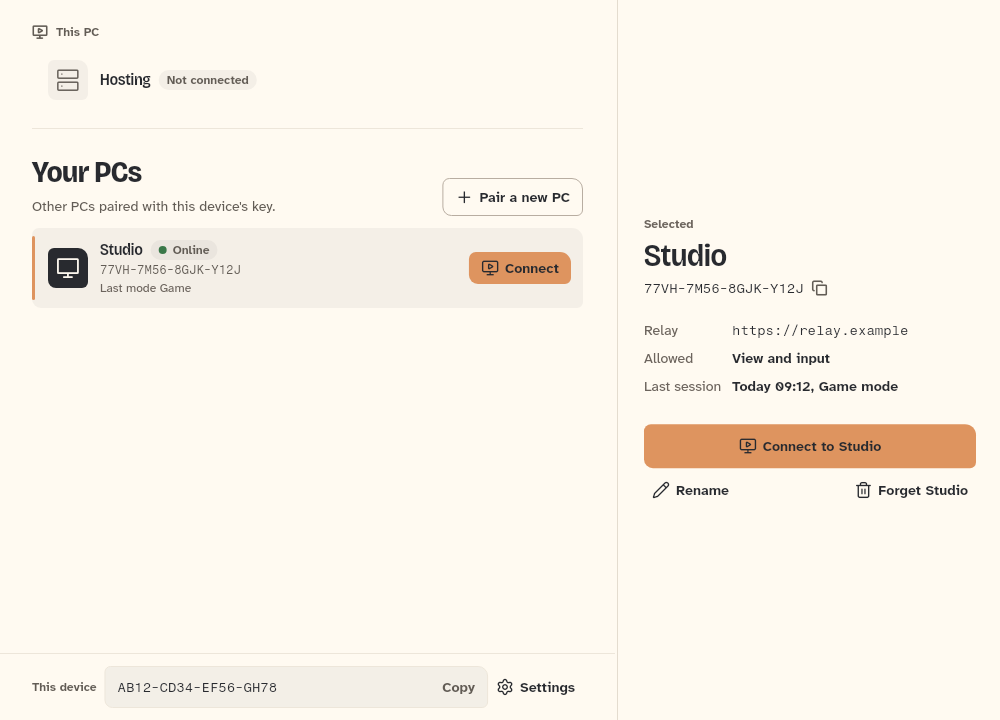 This PC
Hosting Not connected
Your PCs
Other PCs paired with this device's key.
Pair a new PC
Studio Online
77VH-7M56-8GJK-Y12J
Last mode Game
Connect
This device AB12-CD34-EF56-GH78 Copy Settings
Selected
Studio
77VH-7M56-8GJK-Y12J
Relay https://relay.example
Allowed View and input
Last session Today 09:12, Game mode
Connect to Studio
Rename Forget Studio